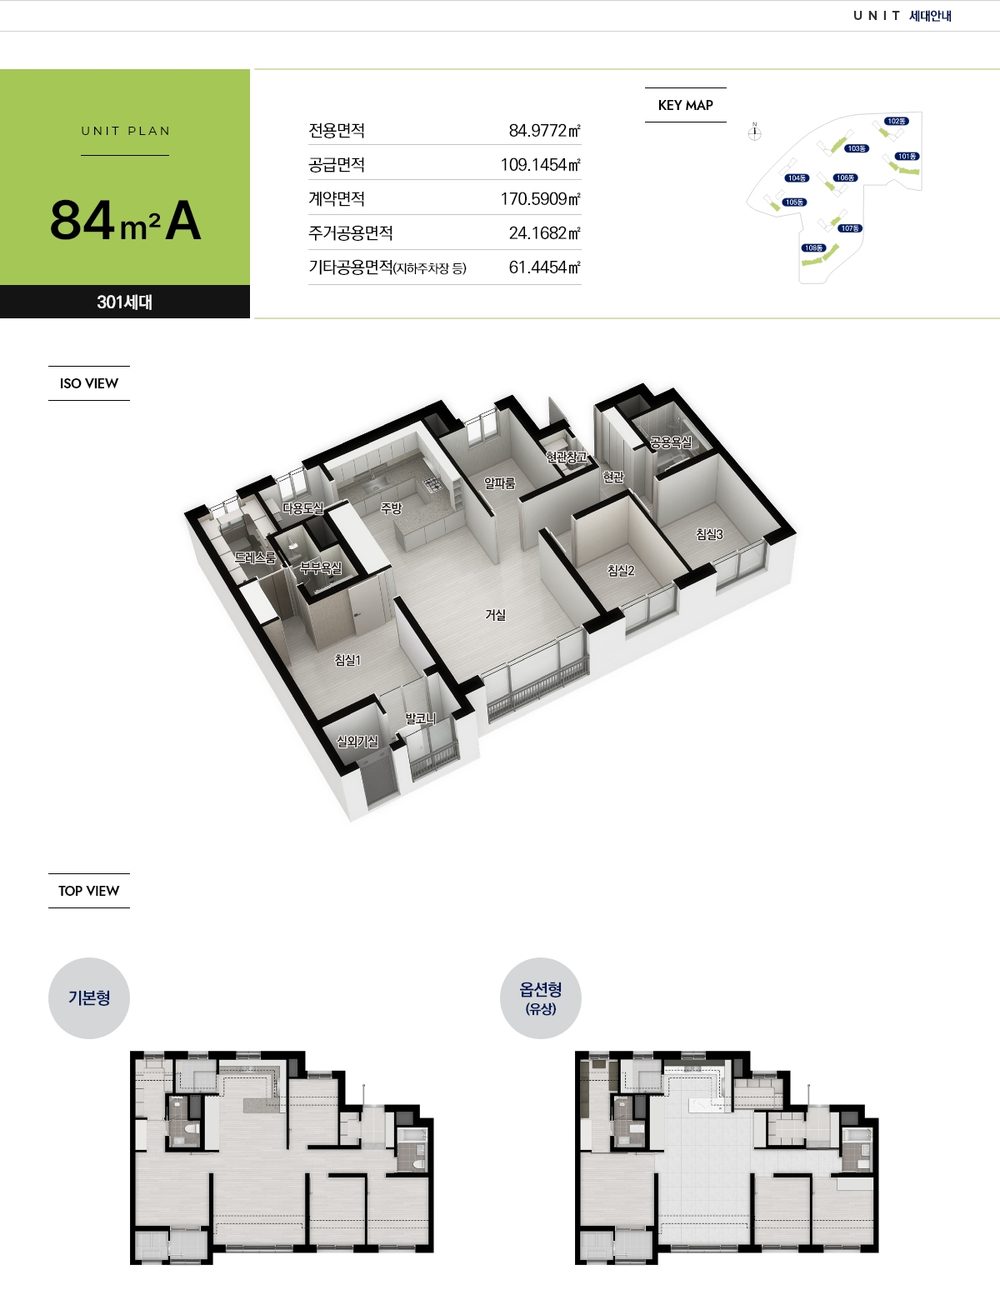 UNIT 세대안내
UNIT PLAN
84m²A
301세대
전용면적 84.9772㎡
공급면적 109.1454㎡
계약면적 170.5909㎡
주거공용면적 24.1682㎡
기타공용면적(지하주차장 등) 61.4454㎡
KEY MAP
N
102동
103동
101동
104동
106동
105동
107동
108동
ISO VIEW
공용욕실
현관창고
현관
알파룸
다용도실
주방
침실3
드레스룸
부부욕실
침실2
거실
침실1
발코니
실외기실
TOP VIEW
기본형
옵션형
(유상)